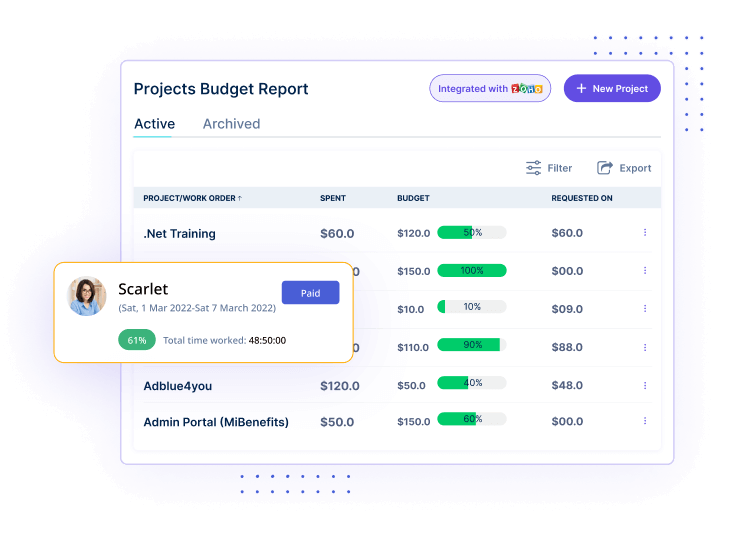 Projects Budget Report
Integrated with ZOHO
+ New Project
Active Archived
Filter Export
PROJECT/WORK ORDER ↑ SPENT BUDGET REQUESTED ON
.Net Training $60.0 $120.0 50% $60.0
0 $150.0 100% $00.0
$10.0 10% $09.0
0 $110.0 90% $88.0
Scarlet
Paid
(Sat, 1 Mar 2022-Sat 7 March 2022)
61% Total time worked: 48:50:00
Adblue4you $120.0 $50.0 40% $48.0
Admin Portal (MiBenefits) $50.0 $150.0 60% $00.0